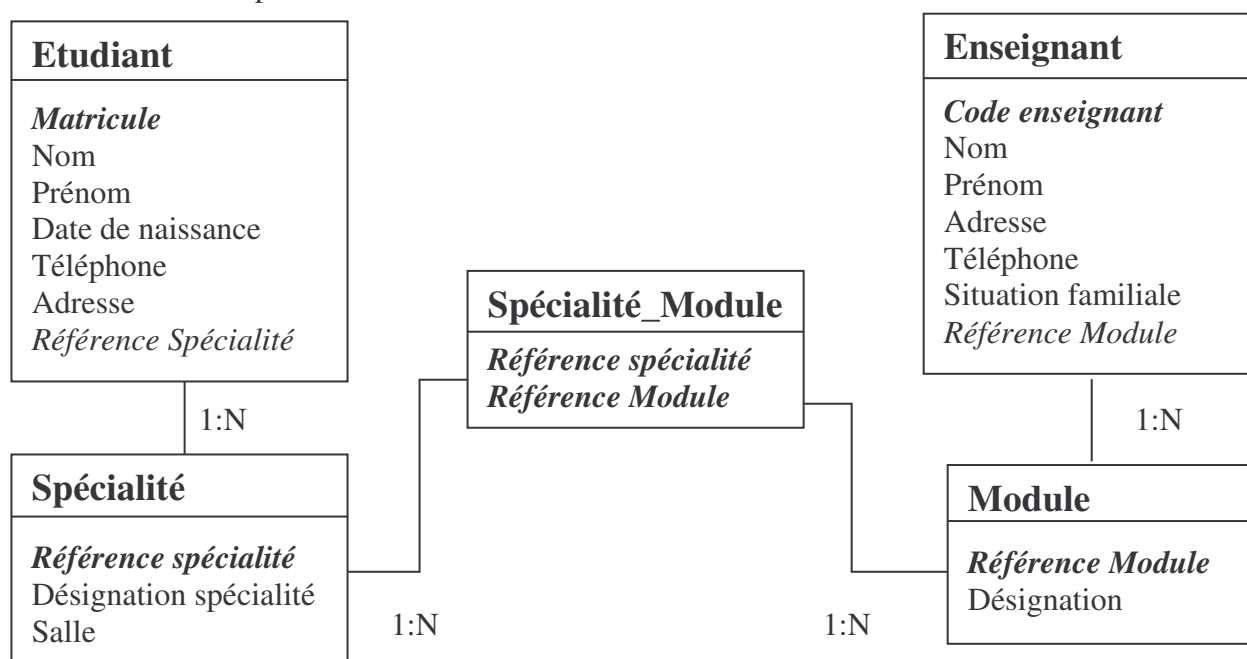 Etudiant
Matricule
Nom
Prénom
Date de naissance
Téléphone
Adresse
Référence Spécialité
1:N
Spécialité
Référence spécialité
Désignation spécialité
Salle
1:N
Spécialité_Module
Référence spécialité
Référence Module
1:N
Enseignant
Code enseignant
Nom
Prénom
Adresse
Téléphone
Situation familiale
Référence Module
1:N
Module
Référence Module
Désignation